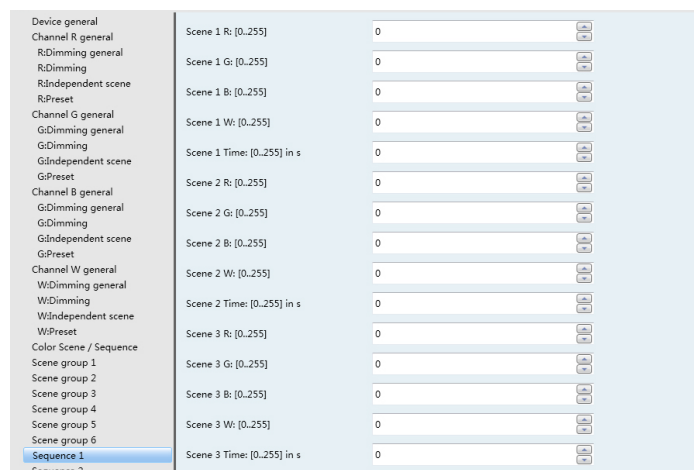 Device general
Channel R general
R:Dimming general
R:Dimming
R:Independent scene
R:Preset
Channel G general
G:Dimming general
G:Dimming
G:Independent scene
G:Preset
Channel B general
G:Dimming general
G:Dimming
G:Independent scene
G:Preset
Channel W general
W:Dimming general
W:Dimming
W:Independent scene
W:Preset
Color Scene / Sequence
Scene group 1
Scene group 2
Scene group 3
Scene group 4
Scene group 5
Scene group 6
Sequence 1
Scene 1 R: [0..255] 0
Scene 1 G: [0..255] 0
Scene 1 B: [0..255] 0
Scene 1 W: [0..255] 0
Scene 1 Time: [0..255] in s 0
Scene 2 R: [0..255] 0
Scene 2 G: [0..255] 0
Scene 2 B: [0..255] 0
Scene 2 W: [0..255] 0
Scene 2 Time: [0..255] in s 0
Scene 3 R: [0..255] 0
Scene 3 G: [0..255] 0
Scene 3 B: [0..255] 0
Scene 3 W: [0..255] 0
Scene 3 Time: [0..255] in s 0